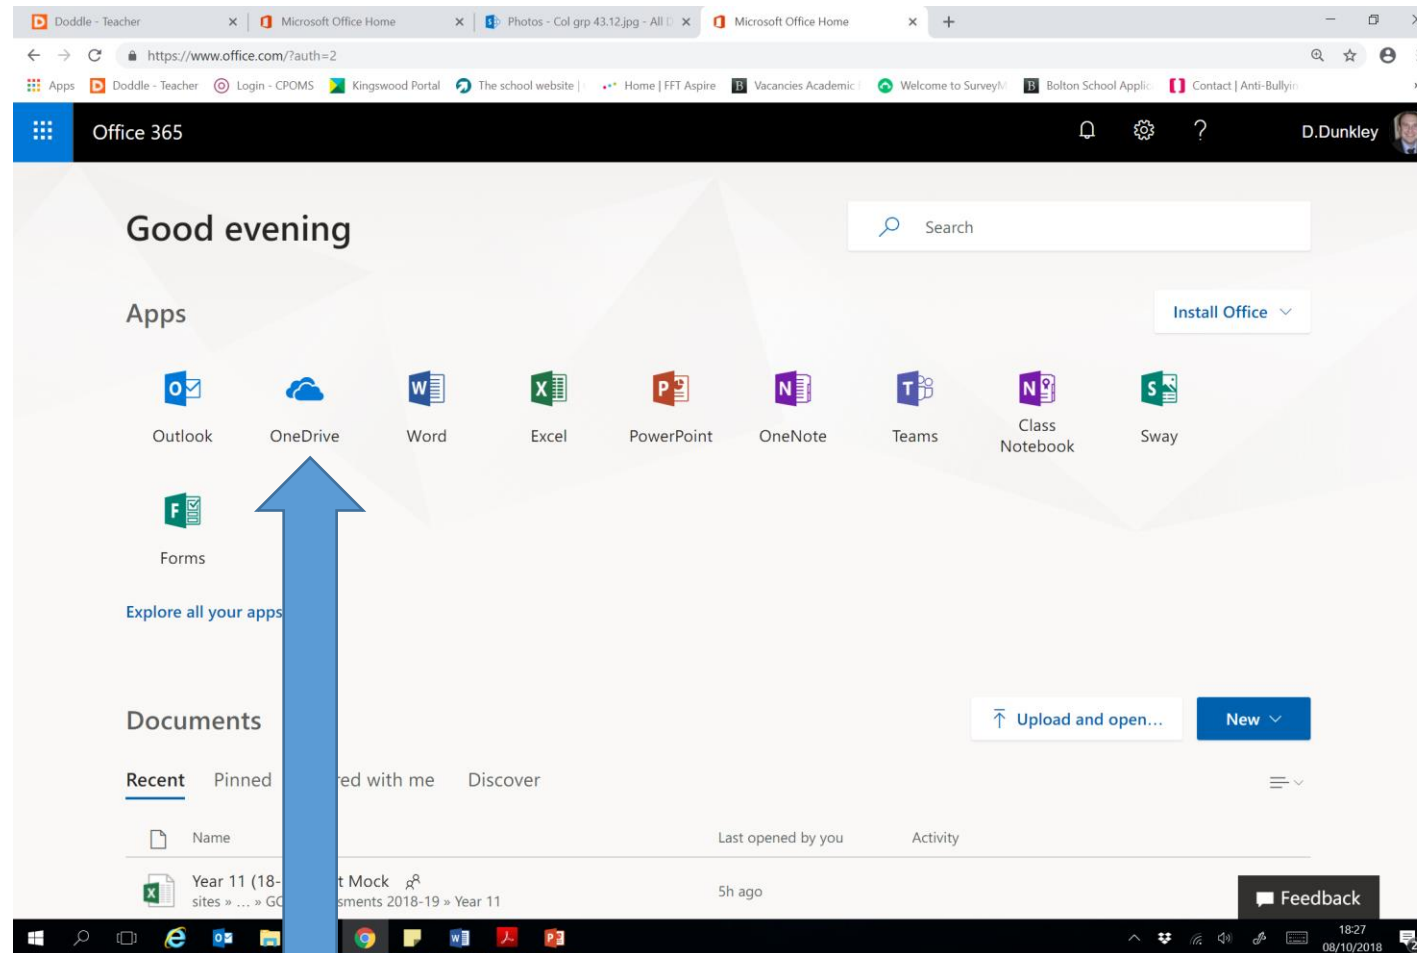 Doddle - Teacher
Microsoft Office Home
Photos - Col grp 43.12.jpg - All D
Microsoft Office Home
https://www.office.com/?auth=2
Apps
Doddle - Teacher
Login - CPOMS
Kingswood Portal
The school website |
Home | FFT Aspire
Vacancies Academic
Welcome to SurveyM
Bolton School Applic
Contact | Anti-Bullyin
Office 365
?
D.Dunkley
Good evening
Search
Apps
Install Office
Outlook
OneDrive
Word
Excel
PowerPoint
OneNote
Teams
Class
Notebook
Sway
Forms
Explore all your apps
Documents
Upload and open...
New
Recent
Pinned
red with me
Discover
Name
Last opened by you
Activity
Year 11 (18- t Mock
sites » ... » GC sments 2018-19 » Year 11
5h ago
Feedback
18:27
08/10/2018